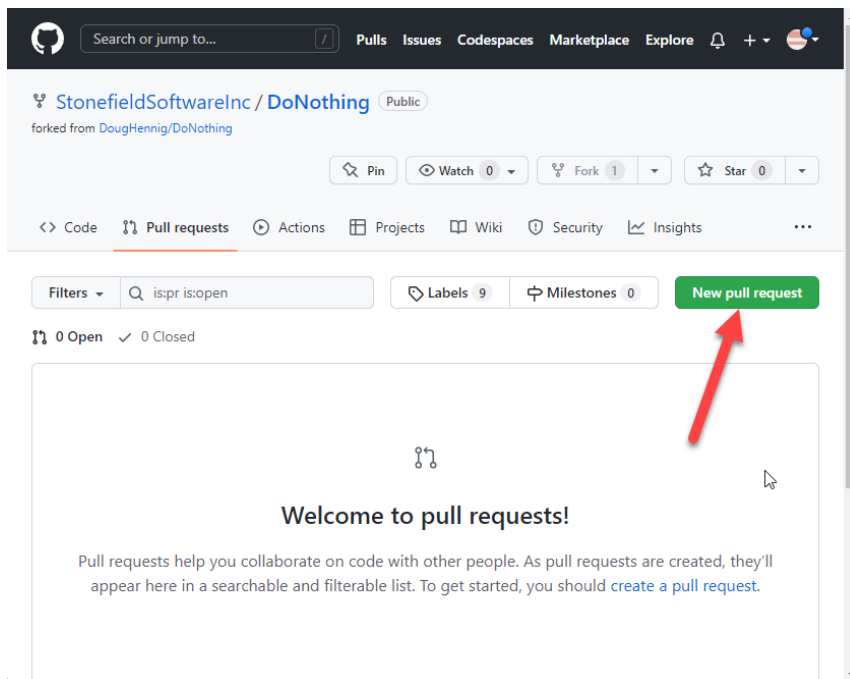 Search or jump to... / Pulls Issues Codespaces Marketplace Explore +
StonefieldSoftwareInc / DoNothing Public
forked from DougHennig/DoNothing
Pin Watch 0 Fork 1 Star 0
<> Code Pull requests Actions Projects Wiki Security Insights ...
Filters is:pr is:open Labels 9 Milestones 0 New pull request
0 Open 0 Closed
Welcome to pull requests!
Pull requests help you collaborate on code with other people. As pull requests are created, they'll
appear here in a searchable and filterable list. To get started, you should create a pull request.